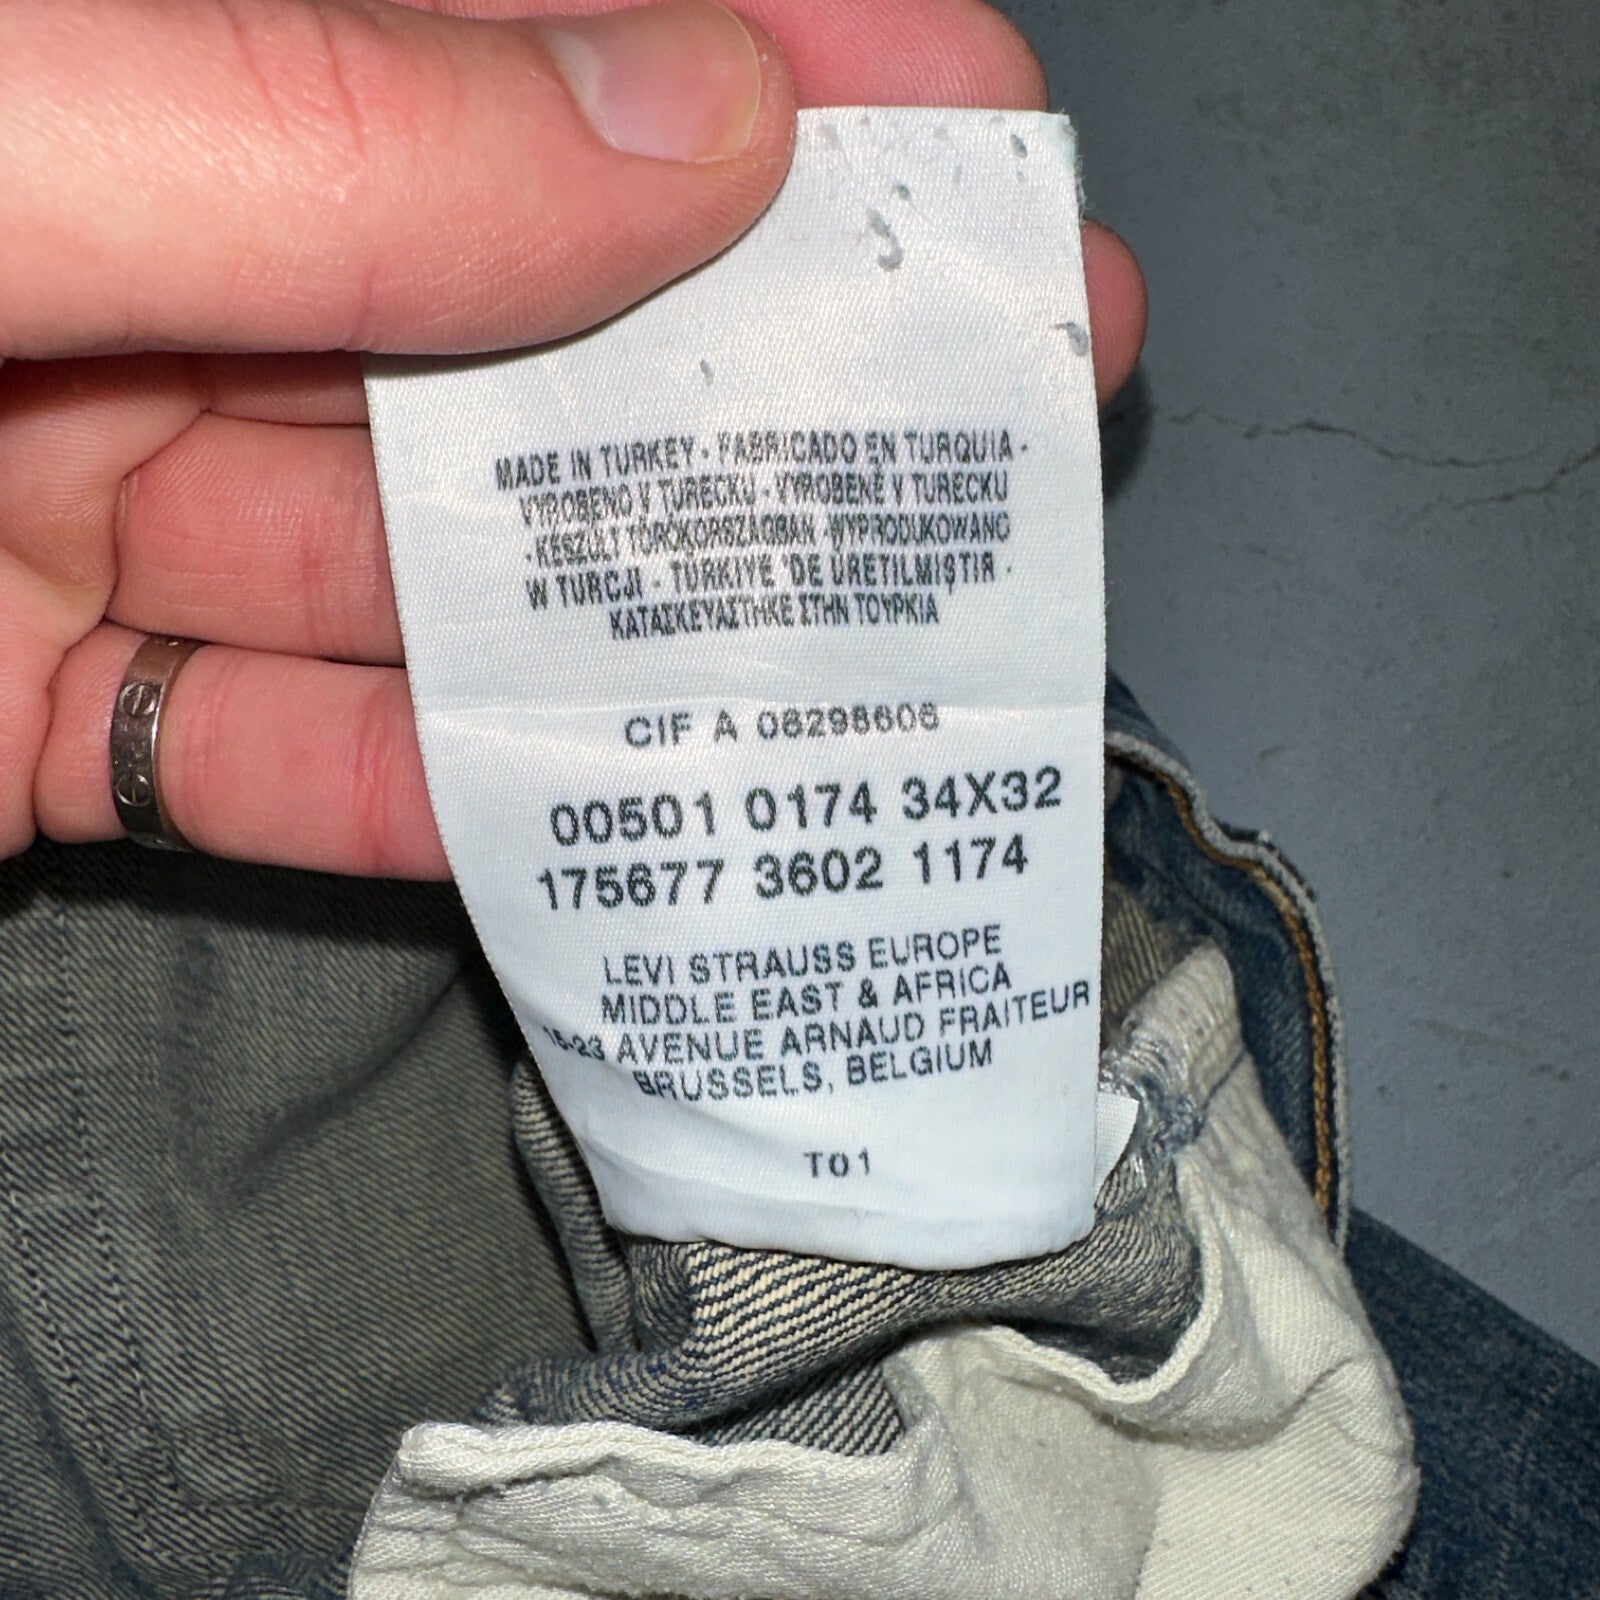 MADE IN TURKEY · FABRICADO EN TURQUIA ·
VYROBENO V TURECKU · VYROBENÉ V TURECKU
· KESZULT TÖRÖKORSZAGBAN · WYPRODUKOWANO
W TURCJI · TURKIYE 'DE ÜRETILMIŞTIR ·
ΚΑΤΑΣΚΕΥΑΣΤΗΚΕ ΣΤΗΝ ΤΟΥΡΚΙΑ
CIF A 08298608
00501 0174 34X32
175677 3602 1174
LEVI STRAUSS EUROPE
MIDDLE EAST & AFRICA
15-23 AVENUE ARNAUD FRAITEUR
BRUSSELS, BELGIUM
T01